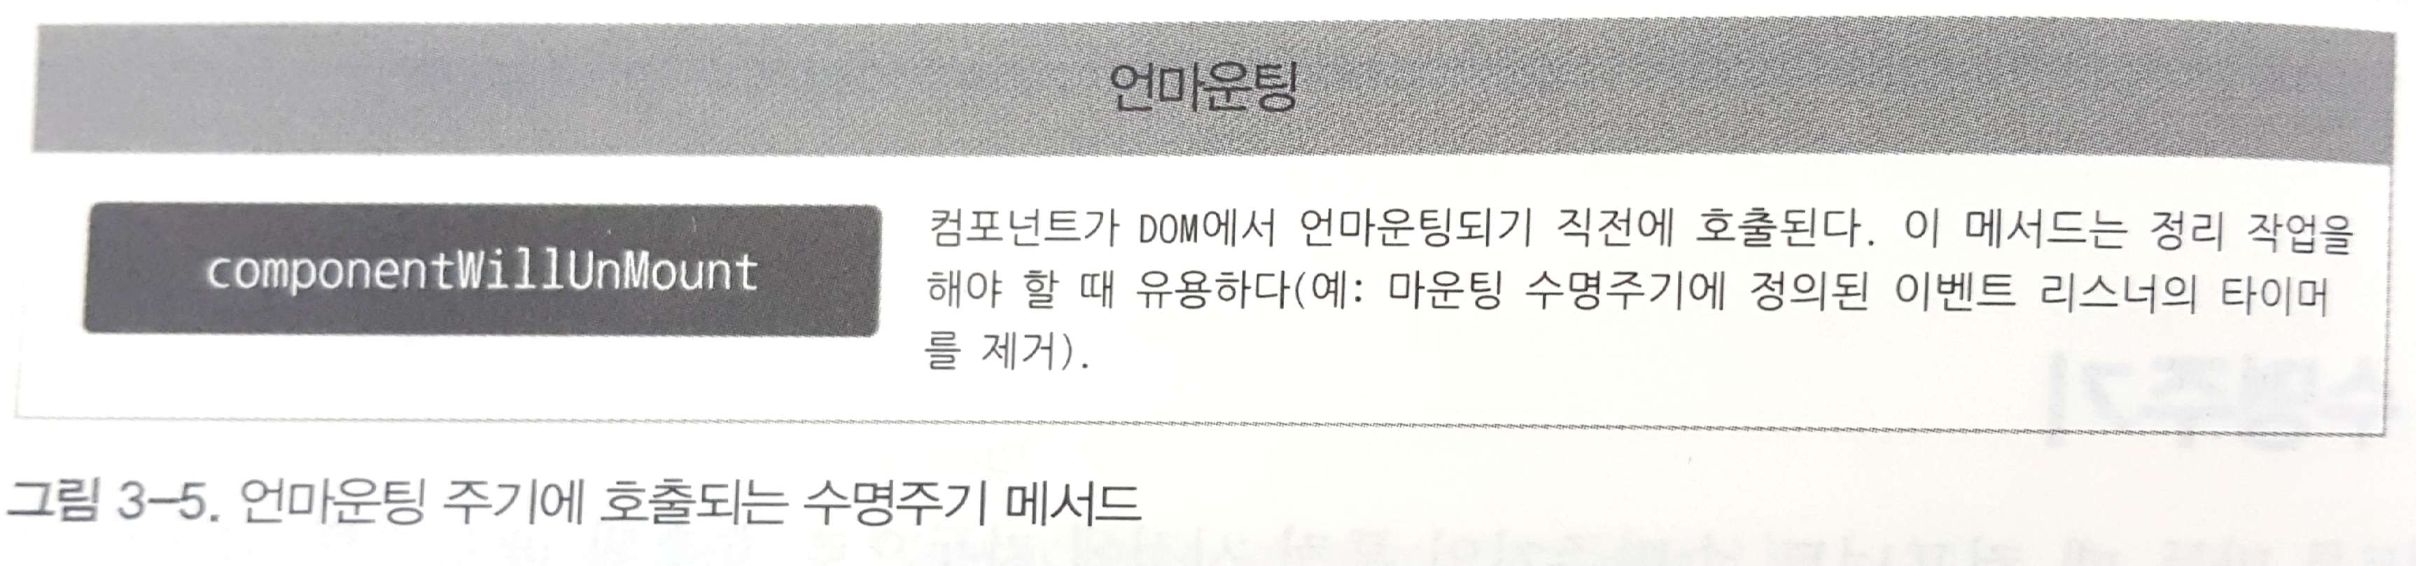 언마운팅
componentWillUnMount
컴포넌트가 DOM에서 언마운팅되기 직전에 호출된다. 이 메서드는 정리 작업을
해야 할 때 유용하다(예: 마운팅 수명주기에 정의된 이벤트 리스너의 타이머
를 제거).
그림 3-5. 언마운팅 주기에 호출되는 수명주기 메서드